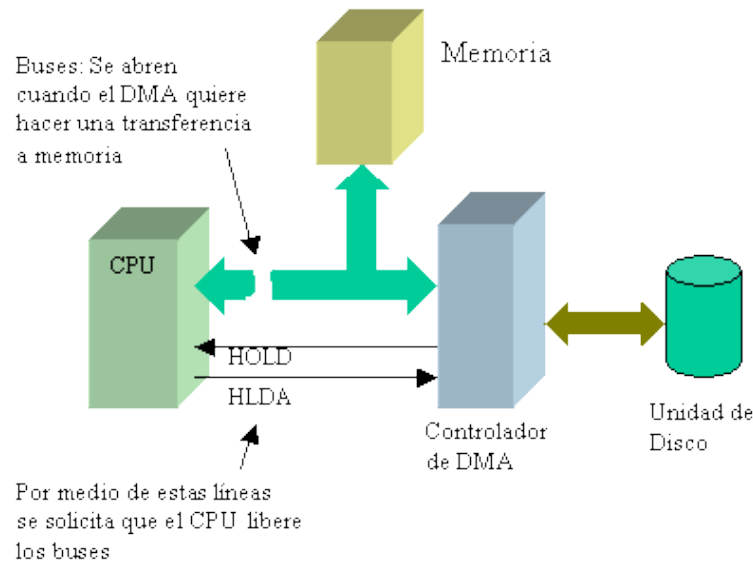 Buses: Se abren
cuando el DMA quiere
hacer una transferencia
a memoria
Memoria
CPU
HOLD
HLDA
Controlador
de DMA
Unidad de
Disco
Por medio de estas líneas
se solicita que el CPU libere
los buses